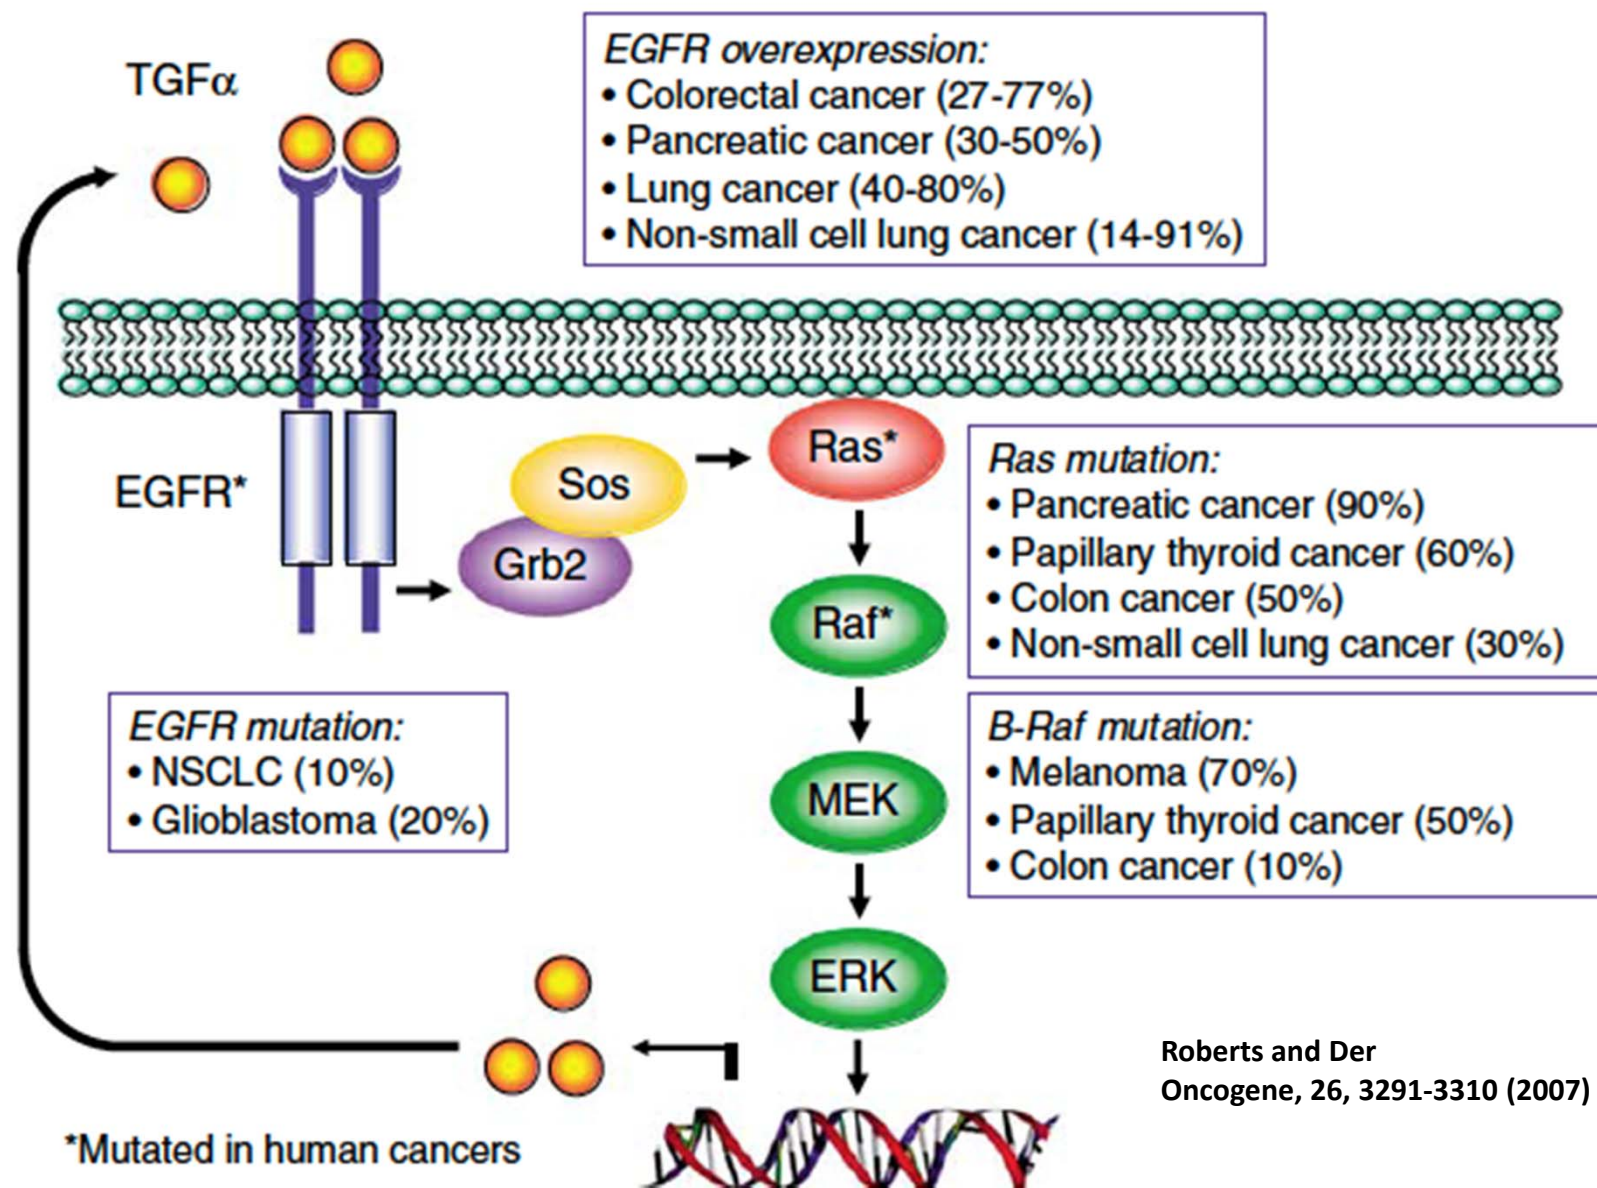 TGFα
EGFR overexpression:
• Colorectal cancer (27-77%)
• Pancreatic cancer (30-50%)
• Lung cancer (40-80%)
• Non-small cell lung cancer (14-91%)
EGFR*
Sos
Grb2
Ras*
Raf*
MEK
ERK
Ras mutation:
• Pancreatic cancer (90%)
• Papillary thyroid cancer (60%)
• Colon cancer (50%)
• Non-small cell lung cancer (30%)
EGFR mutation:
• NSCLC (10%)
• Glioblastoma (20%)
B-Raf mutation:
• Melanoma (70%)
• Papillary thyroid cancer (50%)
• Colon cancer (10%)
Roberts and Der
Oncogene, 26, 3291-3310 (2007)
*Mutated in human cancers